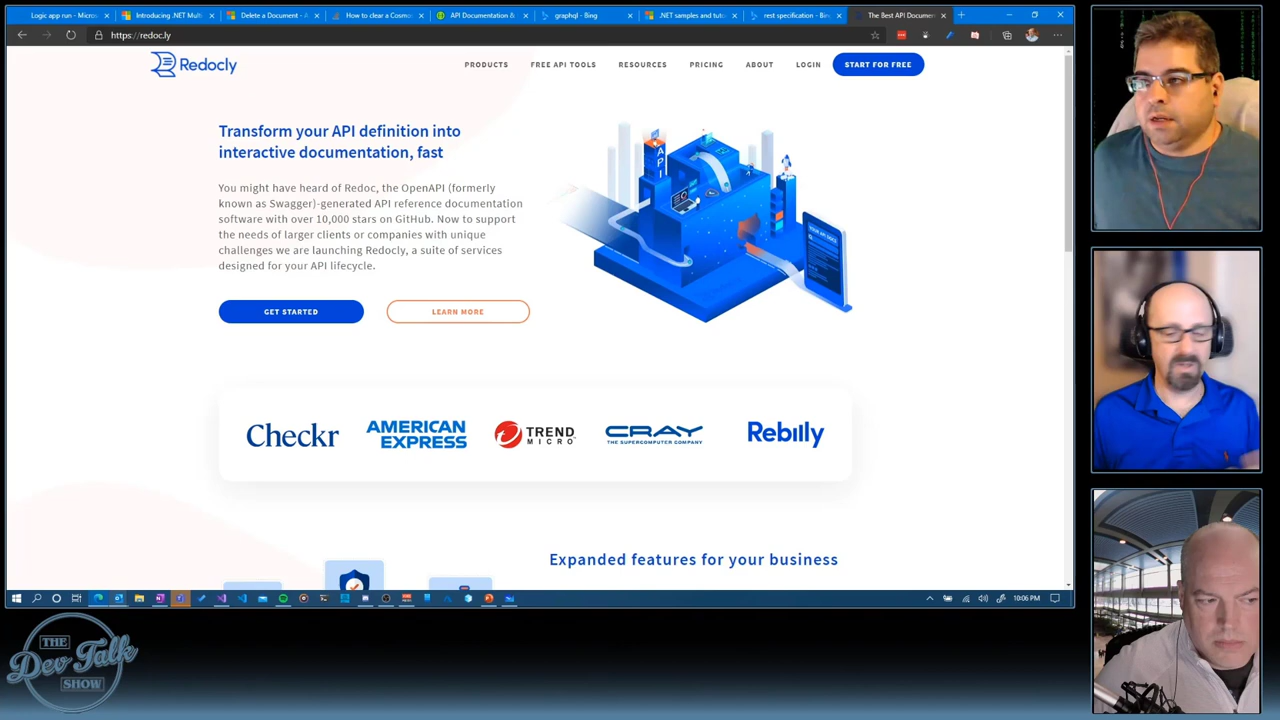 Logic app run - Micros
Introducing .NET Mult
Delete a Document - A
How to clear a Cosmo
API Documentation &
graphql - Bing
.NET samples and tuto
rest specification - Bin
The Best API Documen
https://redoc.ly
Redocly
PRODUCTS
FREE API TOOLS
RESOURCES
PRICING
ABOUT
LOGIN
START FOR FREE
Transform your API definition into
interactive documentation, fast
You might have heard of Redoc, the OpenAPI (formerly
known as Swagger)-generated API reference documentation
software with over 10,000 stars on GitHub. Now to support
the needs of larger clients or companies with unique
challenges we are launching Redocly, a suite of services
designed for your API lifecycle.
GET STARTED
LEARN MORE
API
YOUR API DOCS
Checkr
AMERICAN
EXPRESS
TREND
MICRO
CRAY
THE SUPERCOMPUTER COMPANY
Rebilly
Expanded features for your business
10:06 PM
THE
Dev Talk
SHOW